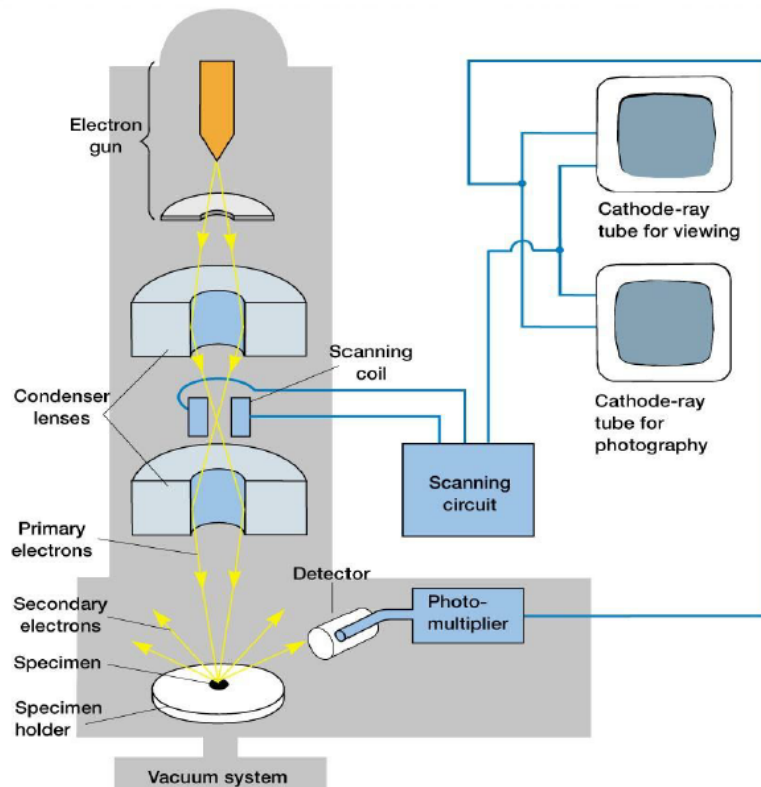 Electron
gun
Cathode-ray
tube for viewing
Scanning
coil
Condenser
lenses
Cathode-ray
tube for
photography
Scanning
circuit
Primary
electrons
Detector
Photo-
multiplier
Secondary
electrons
Specimen
Specimen
holder
Vacuum system